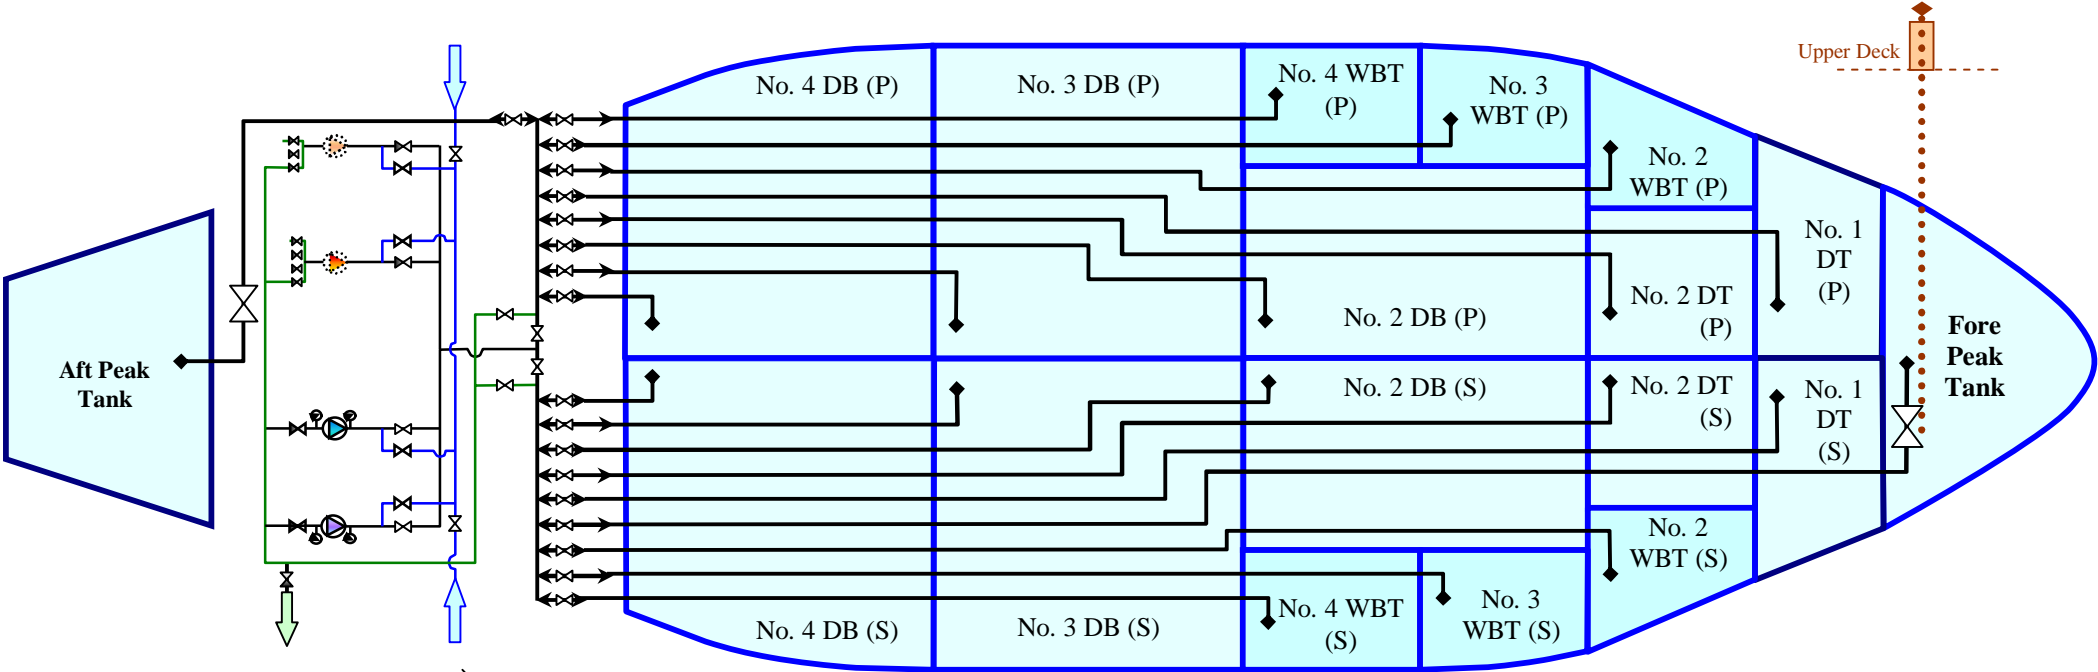 Upper Deck
No. 4 DB (P)
No. 3 DB (P)
No. 4 WBT
(P)
No. 3
WBT (P)
No. 2
WBT (P)
No. 1
DT
(P)
No. 2 DT
(P)
No. 2 DB (P)
Fore
Peak
Tank
Aft Peak
Tank
No. 2 DB (S)
No. 2 DT
(S)
No. 1
DT
(S)
No. 2
WBT (S)
No. 3
WBT (S)
No. 4 WBT
(S)
No. 4 DB (S)
No. 3 DB (S)